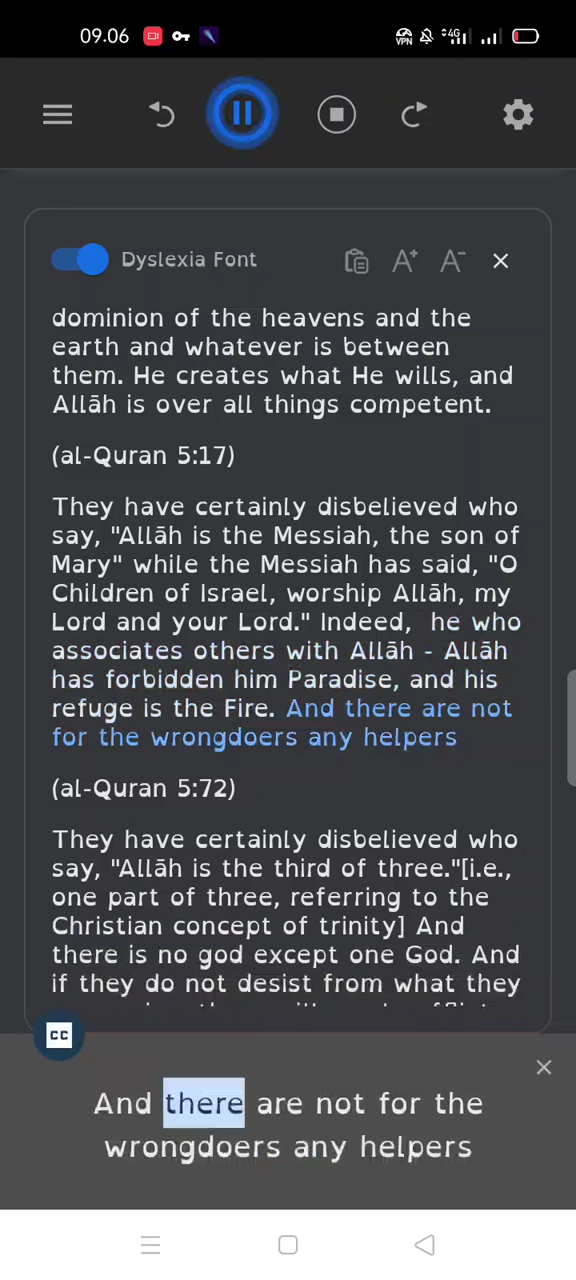 09.06
VPN
4G
Dyslexia Font
A+
A-
dominion of the heavens and the
earth and whatever is between
them. He creates what He wills, and
Allāh is over all things competent.
(al-Quran 5:17)
They have certainly disbelieved who
say, "Allāh is the Messiah, the son of
Mary" while the Messiah has said, "O
Children of Israel, worship Allāh, my
Lord and your Lord." Indeed, he who
associates others with Allāh - Allāh
has forbidden him Paradise, and his
refuge is the Fire. And there are not
for the wrongdoers any helpers
(al-Quran 5:72)
They have certainly disbelieved who
say, "Allāh is the third of three."[i.e.,
one part of three, referring to the
Christian concept of trinity] And
there is no god except one God. And
if they do not desist from what they
CC
And there are not for the
wrongdoers any helpers